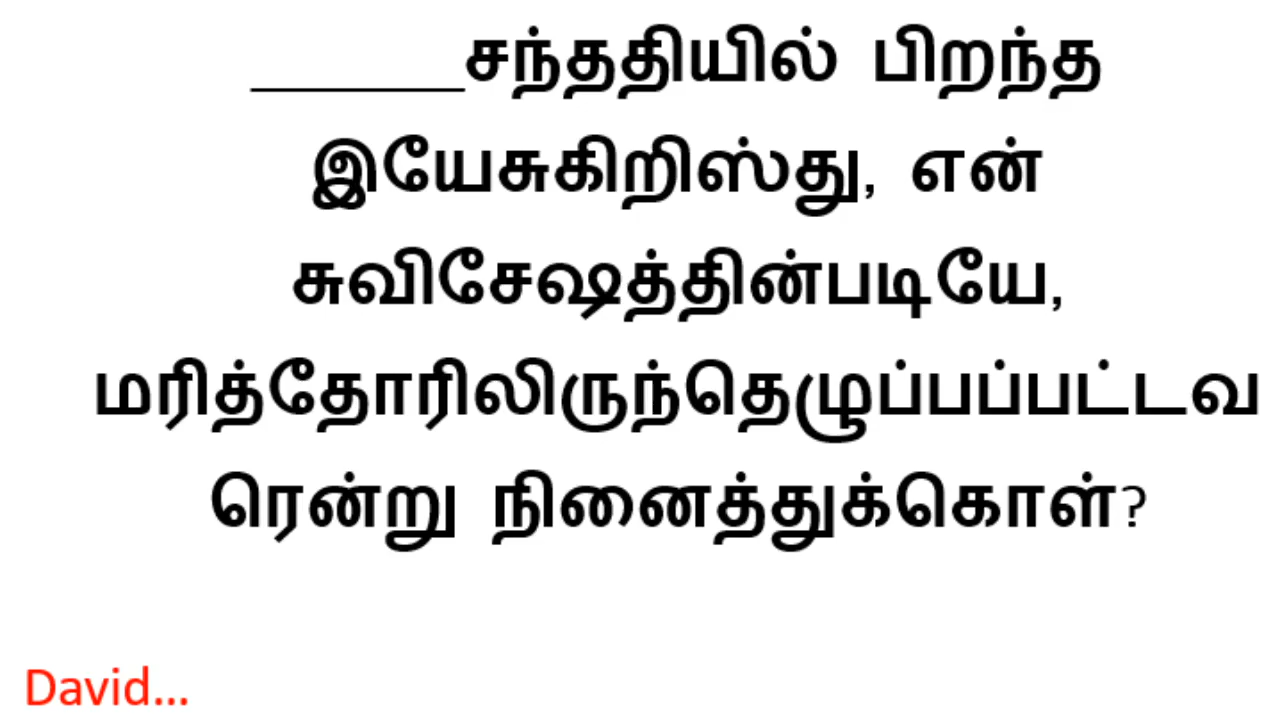 ______சந்ததியில் பிறந்த
இயேசுகிறிஸ்து, என்
சுவிசேஷத்தின்படியே,
மரித்தோரிலிருந்தெழுப்பப்பட்டவ
ரென்று நினைத்துக்கொள்?
David...